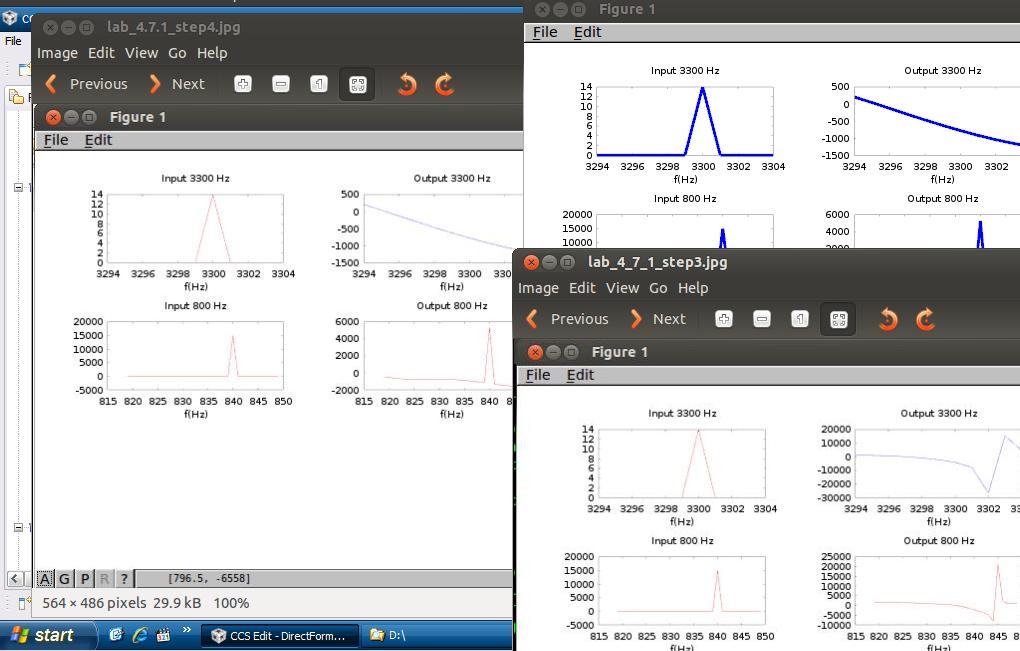 CC
File
F
lab_4.7.1_step4.jpg
Image Edit View Go Help
Previous Next
Figure 1
File Edit
Input 3300 Hz
14
12
10
8
6
4
2
0
3294 3296 3298 3300 3302 3304
f(Hz)
Output 3300 Hz
500
0
-500
-1000
-1500
3294 3296 3298 3300 330
f(Hz)
Input 800 Hz
20000
15000
10000
5000
0
-5000
815 820 825 830 835 840 845 850
f(Hz)
Output 800 Hz
6000
4000
2000
0
-2000
815 820 825 830 835 840 8
f(Hz)
A G P R ? [796.5, -6558]
564 × 486 pixels 29.9 kB 100%
start CCS Edit - DirectForm... D:\
Figure 1
File Edit
Input 3300 Hz
14
12
10
8
6
4
2
0
3294 3296 3298 3300 3302 3304
f(Hz)
Output 3300 Hz
500
0
-500
-1000
-1500
3294 3296 3298 3300 3302
f(Hz)
Input 800 Hz
20000
15000
10000
Output 800 Hz
6000
4000
lab_4_7_1_step3.jpg
Image Edit View Go Help
Previous Next
Figure 1
File Edit
Input 3300 Hz
14
12
10
8
6
4
2
0
3294 3296 3298 3300 3302 3304
f(Hz)
Output 3300 Hz
20000
10000
0
-10000
-20000
-30000
3294 3296 3298 3300 3302 330
f(Hz)
Input 800 Hz
20000
15000
10000
5000
0
-5000
815 820 825 830 835 840 845 850
f(Hz)
Output 800 Hz
25000
20000
15000
10000
5000
0
-5000
-10000
815 820 825 830 835 840 845 8
f(Hz)